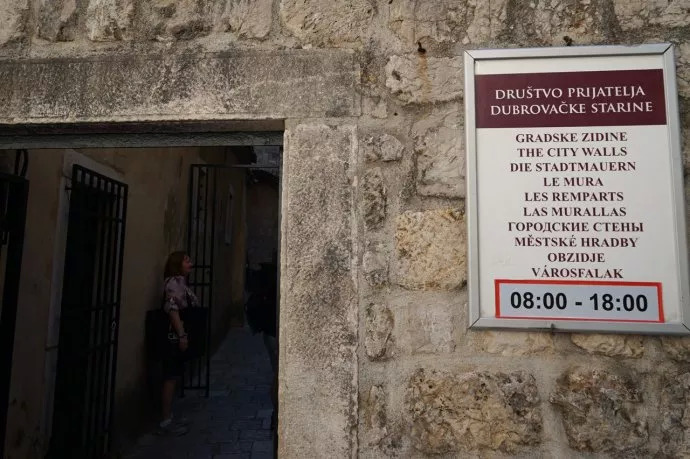 DRUŠTVO PRIJATELJA
DUBROVAČKE STARINE
GRADSKE ZIDINE
THE CITY WALLS
DIE STADTMAUERN
LE MURA
LES REMPARTS
LAS MURALLAS
ГОРОДСКИЕ СТЕНЫ
MĚSTSKÉ HRADBY
OBZIDJE
VÁROSFALAK
08:00 - 18:00